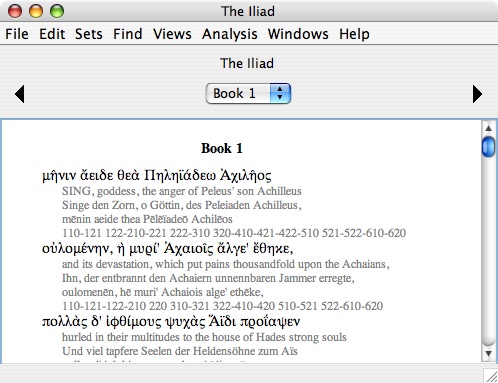 The Iliad
File Edit Sets Find Views Analysis Windows Help
The Iliad
Book 1
Book 1
μῆνιν ἄειδε θεὰ Πηληϊάδεω Ἀχιλῆος
SING, goddess, the anger of Peleus' son Achilleus
Singe den Zorn, o Göttin, des Peleiaden Achilleus,
mēnin aeide thea Pēlēïadeō Achilēos
110-121 122-210-221 222-310 320-410-421-422-510 521-522-610-620
οὐλομένην, ἣ μυρί' Ἀχαιοῖς ἄλγε' ἔθηκε,
and its devastation, which put pains thousandfold upon the Achaians,
Ihn, der entbrannt den Achaiern unnennbaren Jammer erregte,
oulomenēn, hē muri' Achaiois alge' ethēke,
110-121-122-210 220 310-321 322-410-420 510-521 522-610-620
πολλὰς δ' ἰφθίμους ψυχὰς Ἄϊδι προΐαψεν
hurled in their multitudes to the house of Hades strong souls
Und viel tapfere Seelen der Heldensöhne zum Aïs